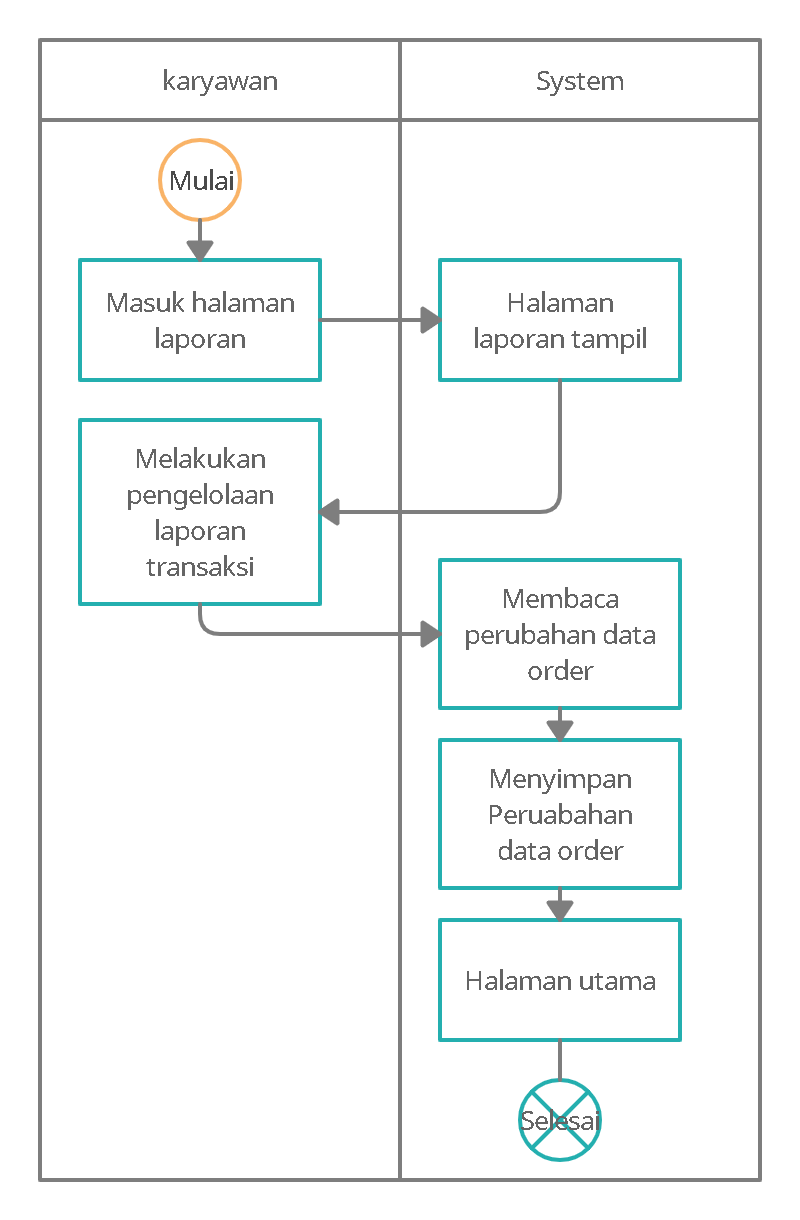 karyawan
System
Mulai
Masuk halaman
laporan
Halaman
laporan tampil
Melakukan
pengelolaan
laporan
transaksi
Membaca
perubahan data
order
Menyimpan
Peruabahan
data order
Halaman utama
Selesai